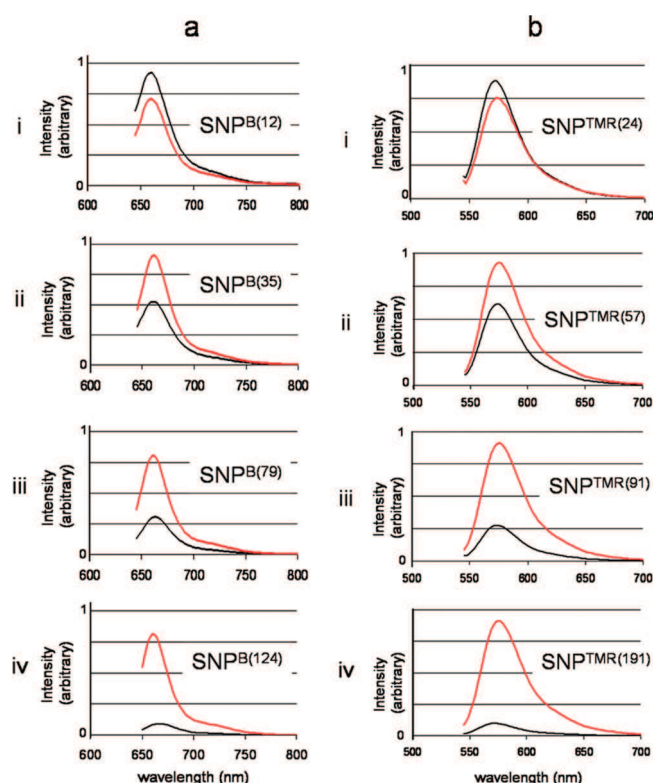 a
i
Intensity
(arbitrary)
1
0
SNPB(12)
600 650 700 750 800
ii
Intensity
(arbitrary)
1
0
SNPB(35)
600 650 700 750 800
iii
Intensity
(arbitrary)
1
0
SNPB(79)
600 650 700 750 800
iv
Intensity
(arbitrary)
1
0
SNPB(124)
600 650 700 750 800
wavelength (nm)
b
i
Intensity
(arbitrary)
1
0
SNPTMR(24)
500 550 600 650 700
ii
Intensity
(arbitrary)
1
0
SNPTMR(57)
500 550 600 650 700
iii
Intensity
(arbitrary)
1
0
SNPTMR(91)
500 550 600 650 700
iv
Intensity
(arbitrary)
1
0
SNPTMR(191)
500 550 600 650 700
wavelength (nm)